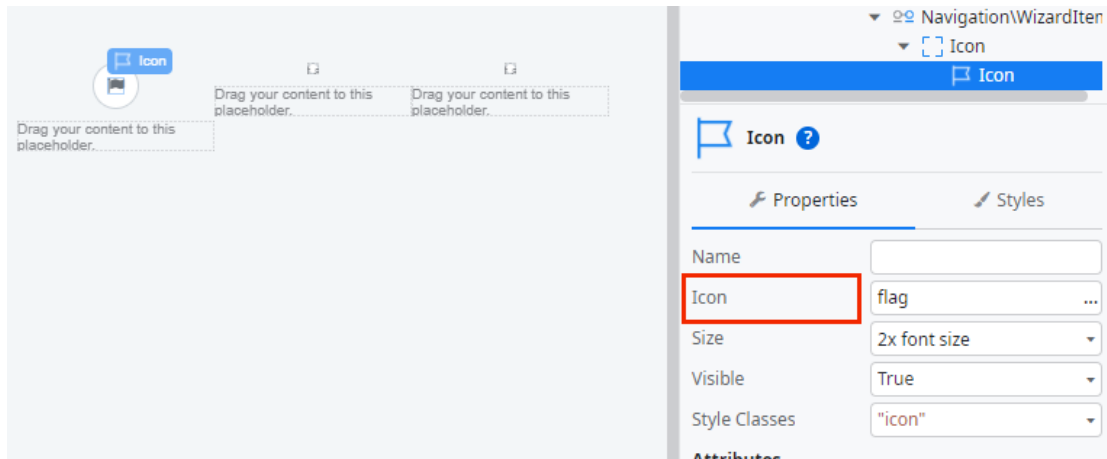 Icon
Drag your content to this
placeholder.
Drag your content to this
placeholder.
Drag your content to this
placeholder.
Navigation\WizardItem
Icon
Icon
Icon ?
Properties
Styles
Name
Icon
flag
...
Size
2x font size
Visible
True
Style Classes
"icon"
Attributes